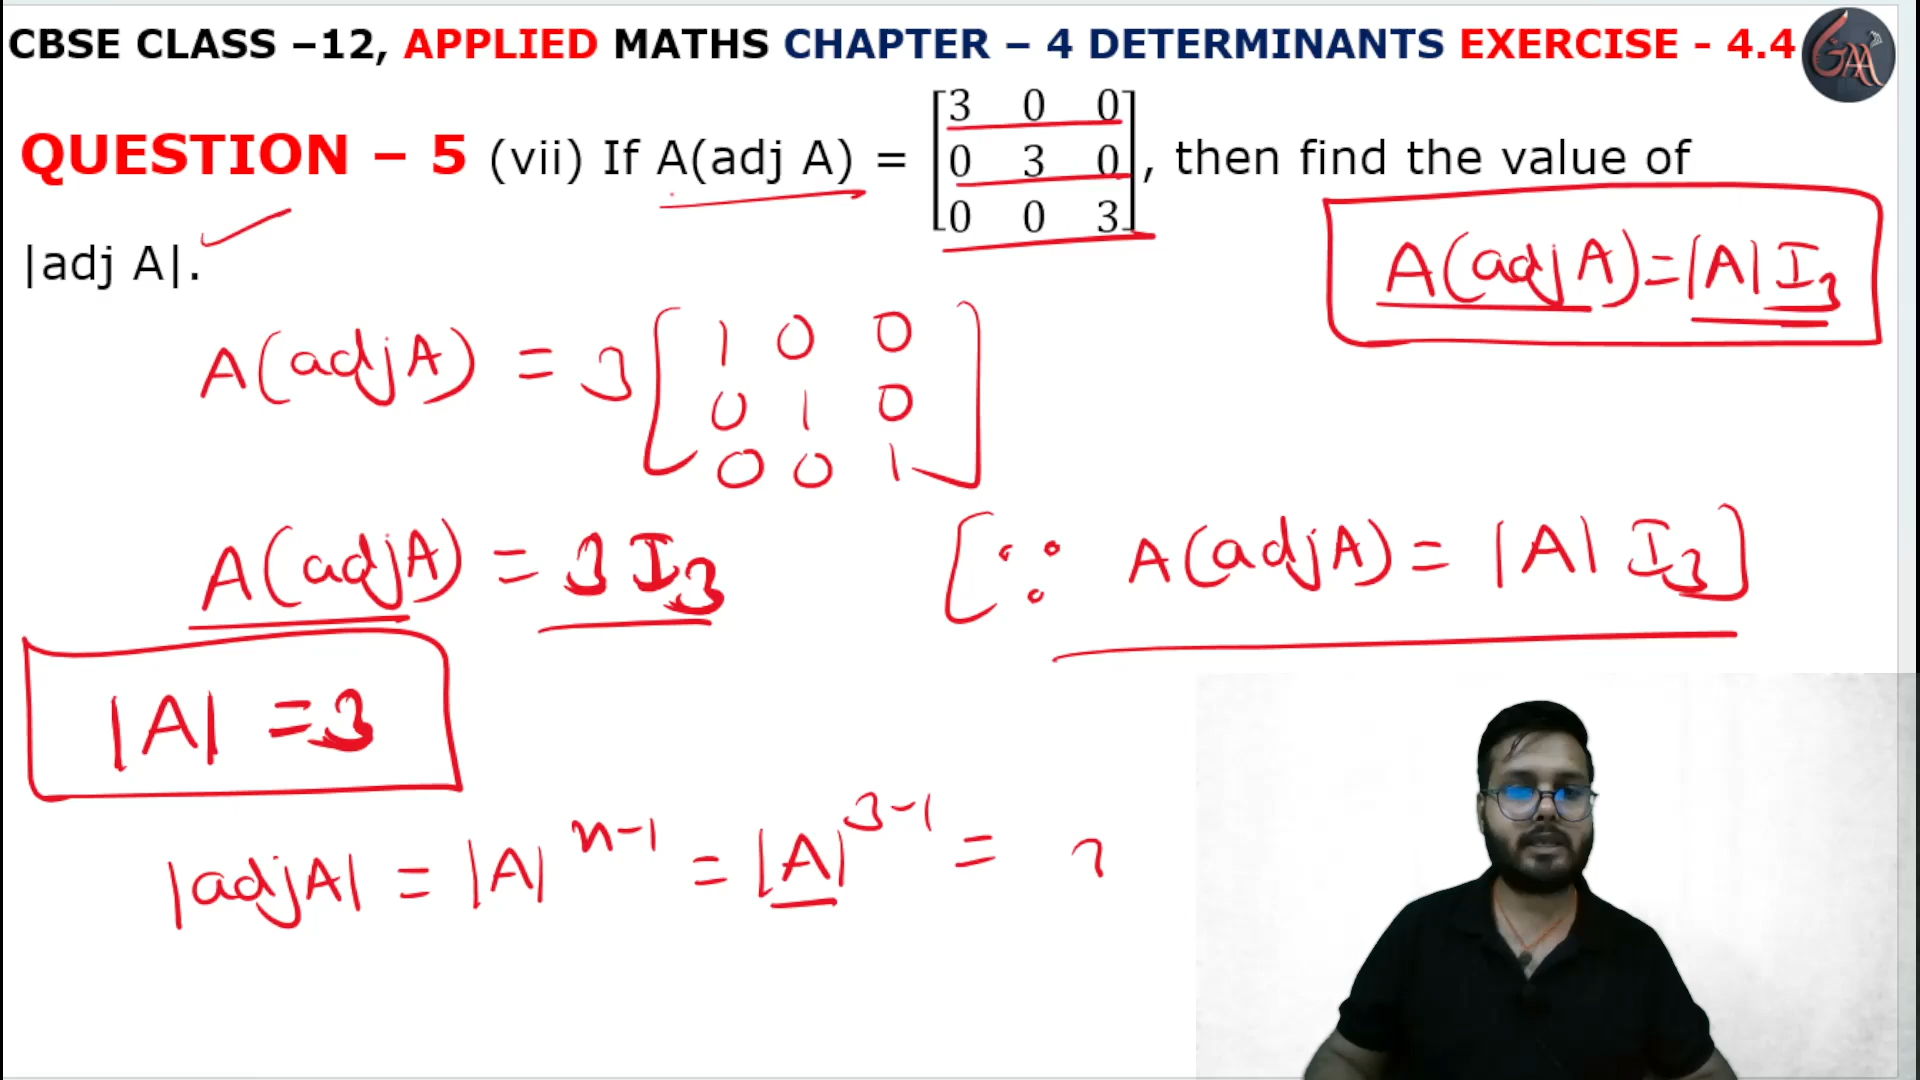 CBSE CLASS –12, APPLIED MATHS CHAPTER – 4 DETERMINANTS EXERCISE - 4.4
QUESTION – 5 (vii) If A(adj A) = [3 0 0
0 3 0
0 0 3], then find the value of
|adj A|.
A(adjA) = |A| I₃
A(adjA) = 3 [1 0 0
0 1 0
0 0 1]
A(adjA) = 3 I₃ [∵ A(adjA) = |A| I₃]
|A| = 3
|adjA| = |A|ⁿ⁻¹ = |A|³⁻¹ =